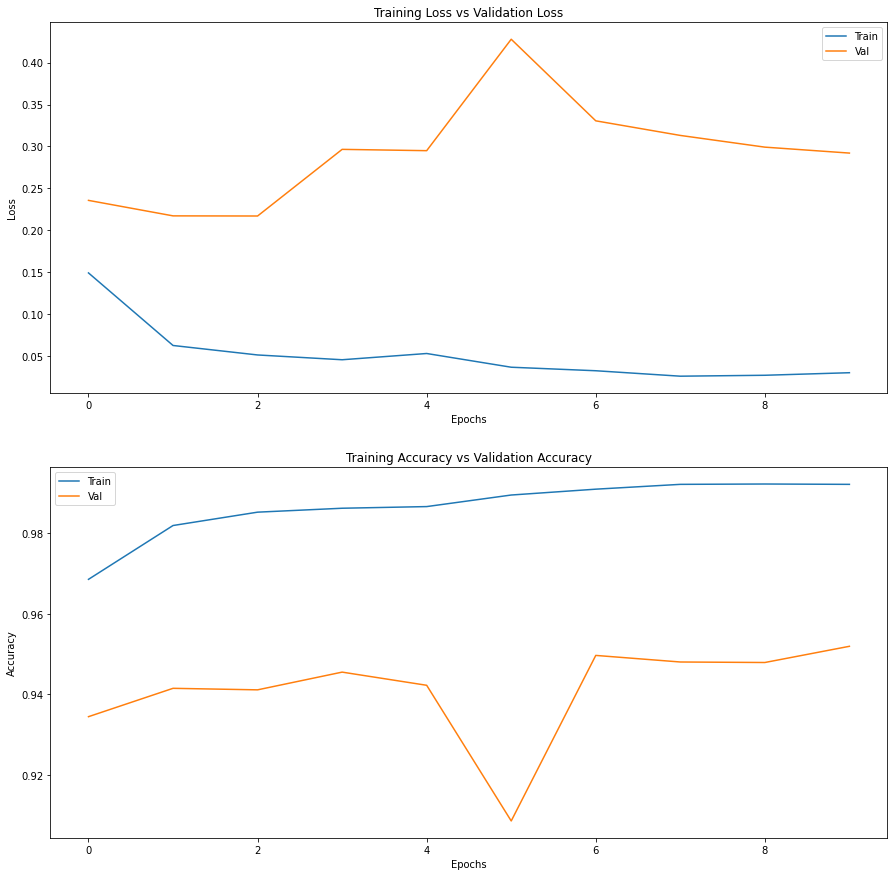 Training Loss vs Validation Loss
Train
Val
0.40
0.35
0.30
0.25
0.20
0.15
0.10
0.05
Loss
0 2 4 6 8
Epochs
Training Accuracy vs Validation Accuracy
Train
Val
0.98
0.96
0.94
0.92
Accuracy
0 2 4 6 8
Epochs